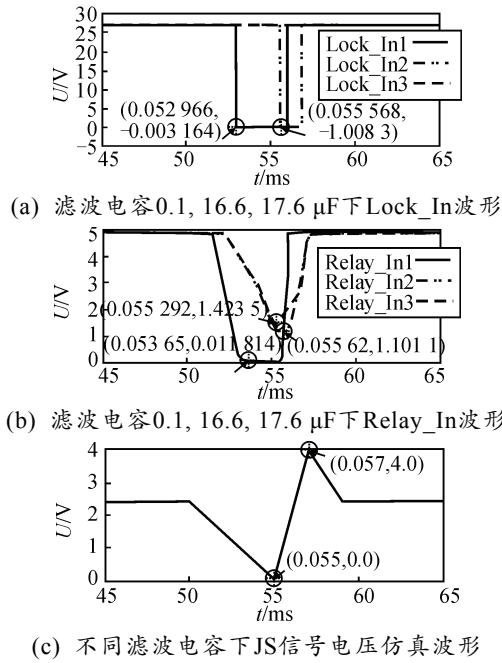 U/V
30
25
20
15
10
5
0
−5
Lock_In1
Lock_In2
Lock_In3
(0.052 966,
−0.003 164)
(0.055 568,
−1.008 3)
45 50 55 60 65
t/ms
(a) 滤波电容0.1, 16.6, 17.6 μF下Lock_In波形
U/V
5
4
3
2
1
0
Relay_In1
Relay_In2
Relay_In3
(0.055 292,1.423 5)
(0.053 65,0.011 814)
(0.055 62,1.101 1)
45 50 55 60 65
t/ms
(b) 滤波电容0.1, 16.6, 17.6 μF下Relay_In波形
U/V
4
3
2
1
0
(0.057,4.0)
(0.055,0.0)
45 50 55 60 65
t/ms
(c) 不同滤波电容下JS信号电压仿真波形